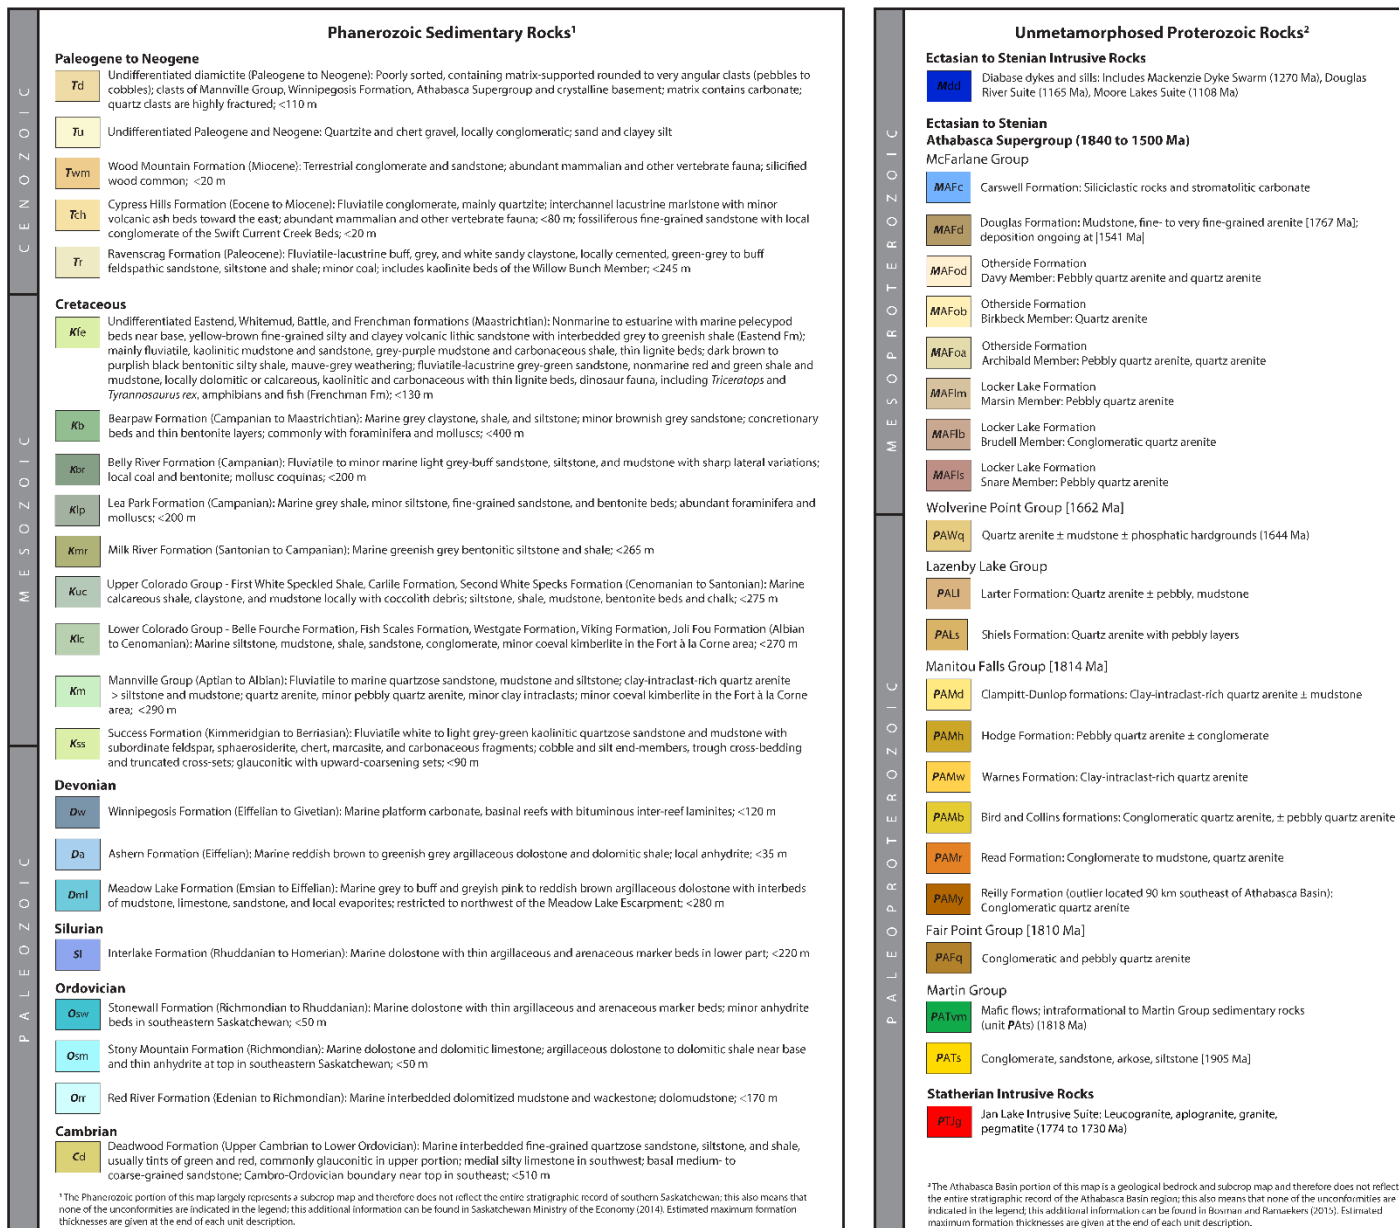 Phanerozoic Sedimentary Rocks¹
CENOZOIC
MESOZOIC
PALEOZOIC
Paleogene to Neogene
Td
Undifferentiated diamictite (Paleogene to Neogene): Poorly sorted, containing matrix-supported rounded to very angular clasts (pebbles to
cobbles); clasts of Mannville Group, Winnipegosis Formation, Athabasca Supergroup and crystalline basement; matrix contains carbonate;
quartz clasts are highly fractured; <110 m
Tu
Undifferentiated Paleogene and Neogene: Quartzite and chert gravel, locally conglomeratic; sand and clayey silt
Twm
Wood Mountain Formation (Miocene): Terrestrial conglomerate and sandstone; abundant mammalian and other vertebrate fauna; silicified
wood common; <20 m
Tch
Cypress Hills Formation (Eocene to Miocene): Fluviatile conglomerate, mainly quartzite; interchannel lacustrine marlstone with minor
volcanic ash beds toward the east; abundant mammalian and other vertebrate fauna; <80 m; fossiliferous fine-grained sandstone with local
conglomerate of the Swift Current Creek Beds; <20 m
Tr
Ravenscrag Formation (Paleocene): Fluviatile-lacustrine buff, grey, and white sandy claystone, locally cemented, green-grey to buff
feldspathic sandstone, siltstone and shale; minor coal; includes kaolinite beds of the Willow Bunch Member; <245 m
Cretaceous
Kfe
Undifferentiated Eastend, Whitemud, Battle, and Frenchman formations (Maastrichtian): Nonmarine to estuarine with marine pelecypod
beds near base, yellow-brown fine-grained silty and clayey volcanic lithic sandstone with interbedded grey to greenish shale (Eastend Fm);
mainly fluviatile, kaolinitic mudstone and sandstone, grey-purple mudstone and carbonaceous shale, thin lignite beds; dark brown to
purplish black bentonitic silty shale, mauve-grey weathering; fluviatile-lacustrine grey-green sandstone, nonmarine red and green shale and
mudstone, locally dolomitic or calcareous, kaolinitic and carbonaceous with thin lignite beds, dinosaur fauna, including Triceratops and
Tyrannosaurus rex, amphibians and fish (Frenchman Fm); <130 m
Kb
Bearpaw Formation (Campanian to Maastrichtian): Marine grey claystone, shale, and siltstone; minor brownish grey sandstone; concretionary
beds and thin bentonite layers; commonly with foraminifera and molluscs; <400 m
Kbr
Belly River Formation (Campanian): Fluviatile to minor marine light grey-buff sandstone, siltstone, and mudstone with sharp lateral variations;
local coal and bentonite; mollusc coquinas; <200 m
Klp
Lea Park Formation (Campanian): Marine grey shale, minor siltstone, fine-grained sandstone, and bentonite beds; abundant foraminifera and
molluscs; <200 m
Kmr
Milk River Formation (Santonian to Campanian): Marine greenish grey bentonitic siltstone and shale; <265 m
Kuc
Upper Colorado Group - First White Speckled Shale, Carlile Formation, Second White Specks Formation (Cenomanian to Santonian): Marine
calcareous shale, claystone, and mudstone locally with coccolith debris; siltstone, shale, mudstone, bentonite beds and chalk; <275 m
Klc
Lower Colorado Group - Belle Fourche Formation, Fish Scales Formation, Westgate Formation, Viking Formation, Joli Fou Formation (Albian
to Cenomanian): Marine siltstone, mudstone, shale, sandstone, conglomerate, minor coeval kimberlite in the Fort à la Corne area; <270 m
Km
Mannville Group (Aptian to Albian): Fluviatile to marine quartzose sandstone, mudstone and siltstone; clay-intraclast-rich quartz arenite
> siltstone and mudstone; quartz arenite, minor pebbly quartz arenite, minor clay intraclasts; minor coeval kimberlite in the Fort à la Corne
area; <290 m
Kss
Success Formation (Kimmeridgian to Berriasian): Fluviatile white to light grey-green kaolinitic quartzose sandstone and mudstone with
subordinate feldspar, sphaerosiderite, chert, marcasite, and carbonaceous fragments; cobble and silt end-members, trough cross-bedding
and truncated cross-sets; glauconitic with upward-coarsening sets; <90 m
Devonian
Dw
Winnipegosis Formation (Eiffelian to Givetian): Marine platform carbonate, basinal reefs with bituminous inter-reef laminites; <120 m
Da
Ashern Formation (Eiffelian): Marine reddish brown to greenish grey argillaceous dolostone and dolomitic shale; local anhydrite; <35 m
Dml
Meadow Lake Formation (Emsian to Eiffelian): Marine grey to buff and greyish pink to reddish brown argillaceous dolostone with interbeds
of mudstone, limestone, sandstone, and local evaporites; restricted to northwest of the Meadow Lake Escarpment; <280 m
Silurian
Sl
Interlake Formation (Rhuddanian to Homerian): Marine dolostone with thin argillaceous and arenaceous marker beds in lower part; <220 m
Ordovician
Osw
Stonewall Formation (Richmondian to Rhuddanian): Marine dolostone with thin argillaceous and arenaceous marker beds; minor anhydrite
beds in southeastern Saskatchewan; <50 m
Osm
Stony Mountain Formation (Richmondian): Marine dolostone and dolomitic limestone; argillaceous dolostone to dolomitic shale near base
and thin anhydrite at top in southeastern Saskatchewan; <50 m
Orr
Red River Formation (Edenian to Richmondian): Marine interbedded dolomitized mudstone and wackestone; dolomudstone; <170 m
Cambrian
Cd
Deadwood Formation (Upper Cambrian to Lower Ordovician): Marine interbedded fine-grained quartzose sandstone, siltstone, and shale,
usually tints of green and red, commonly glauconitic in upper portion; medial silty limestone in southwest; basal medium- to
coarse-grained sandstone; Cambro-Ordovician boundary near top in southeast; <510 m
¹ The Phanerozoic portion of this map largely represents a subcrop map and therefore does not reflect the entire stratigraphic record of southern Saskatchewan; this also means that
none of the unconformities are indicated in the legend; this additional information can be found in Saskatchewan Ministry of the Economy (2014). Estimated maximum formation
thicknesses are given at the end of each unit description.
Unmetamorphosed Proterozoic Rocks²
MESOPROTEROZOIC
PALEOPROTEROZOIC
Ectasian to Stenian Intrusive Rocks
Mdd
Diabase dykes and sills: Includes Mackenzie Dyke Swarm (1270 Ma), Douglas
River Suite (1165 Ma), Moore Lakes Suite (1108 Ma)
Ectasian to Stenian
Athabasca Supergroup (1840 to 1500 Ma)
McFarlane Group
MAFc
Carswell Formation: Siliciclastic rocks and stromatolitic carbonate
MAFd
Douglas Formation: Mudstone, fine- to very fine-grained arenite [1767 Ma];
deposition ongoing at |1541 Ma|
MAFod
Otherside Formation
Davy Member: Pebbly quartz arenite and quartz arenite
MAFob
Otherside Formation
Birkbeck Member: Quartz arenite
MAFoa
Otherside Formation
Archibald Member: Pebbly quartz arenite, quartz arenite
MAFlm
Locker Lake Formation
Marsin Member: Pebbly quartz arenite
MAFlb
Locker Lake Formation
Brudell Member: Conglomeratic quartz arenite
MAFls
Locker Lake Formation
Snare Member: Pebbly quartz arenite
Wolverine Point Group [1662 Ma]
PAWq
Quartz arenite ± mudstone ± phosphatic hardgrounds (1644 Ma)
Lazenby Lake Group
PALl
Larter Formation: Quartz arenite ± pebbly, mudstone
PALs
Shiels Formation: Quartz arenite with pebbly layers
Manitou Falls Group [1814 Ma]
PAMd
Clampitt-Dunlop formations: Clay-intraclast-rich quartz arenite ± mudstone
PAMh
Hodge Formation: Pebbly quartz arenite ± conglomerate
PAMw
Warnes Formation: Clay-intraclast-rich quartz arenite
PAMb
Bird and Collins formations: Conglomeratic quartz arenite, ± pebbly quartz arenite
PAMr
Read Formation: Conglomerate to mudstone, quartz arenite
PAMy
Reilly Formation (outlier located 90 km southeast of Athabasca Basin):
Conglomeratic quartz arenite
Fair Point Group [1810 Ma]
PAFq
Conglomeratic and pebbly quartz arenite
Martin Group
PATvm
Mafic flows; intraformational to Martin Group sedimentary rocks
(unit PAts) (1818 Ma)
PATs
Conglomerate, sandstone, arkose, siltstone [1905 Ma]
Statherian Intrusive Rocks
PTJg
Jan Lake Intrusive Suite: Leucogranite, aplogranite, granite,
pegmatite (1774 to 1730 Ma)
² The Athabasca Basin portion of this map is a geological bedrock and subcrop map and therefore does not reflect
the entire stratigraphic record of the Athabasca Basin region; this also means that none of the unconformities are
indicated in the legend; this additional information can be found in Bosman and Ramaekers (2015). Estimated
maximum formation thicknesses are given at the end of each unit description.